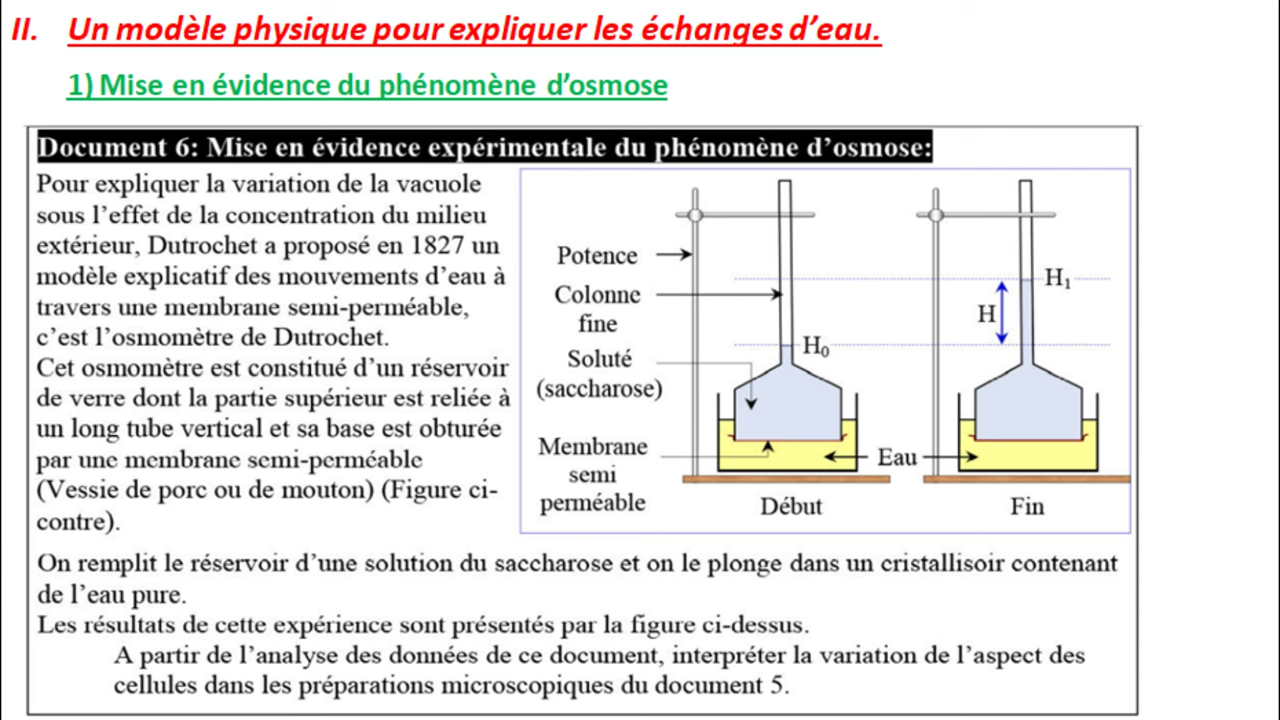 II. Un modèle physique pour expliquer les échanges d'eau.
1) Mise en évidence du phénomène d'osmose
Document 6: Mise en évidence expérimentale du phénomène d'osmose:
Pour expliquer la variation de la vacuole
sous l'effet de la concentration du milieu
extérieur, Dutrochet a proposé en 1827 un
modèle explicatif des mouvements d'eau à
travers une membrane semi-perméable,
c'est l'osmomètre de Dutrochet.
Cet osmomètre est constitué d'un réservoir
de verre dont la partie supérieur est reliée à
un long tube vertical et sa base est obturée
par une membrane semi-perméable
(Vessie de porc ou de mouton) (Figure ci-
contre).
Potence
Colonne
fine
Soluté
(saccharose)
Membrane
semi
perméable
H₀
Eau
H₁
H
Début
Fin
On remplit le réservoir d'une solution du saccharose et on le plonge dans un cristallisoir contenant
de l'eau pure.
Les résultats de cette expérience sont présentés par la figure ci-dessus.
A partir de l'analyse des données de ce document, interpréter la variation de l'aspect des
cellules dans les préparations microscopiques du document 5.